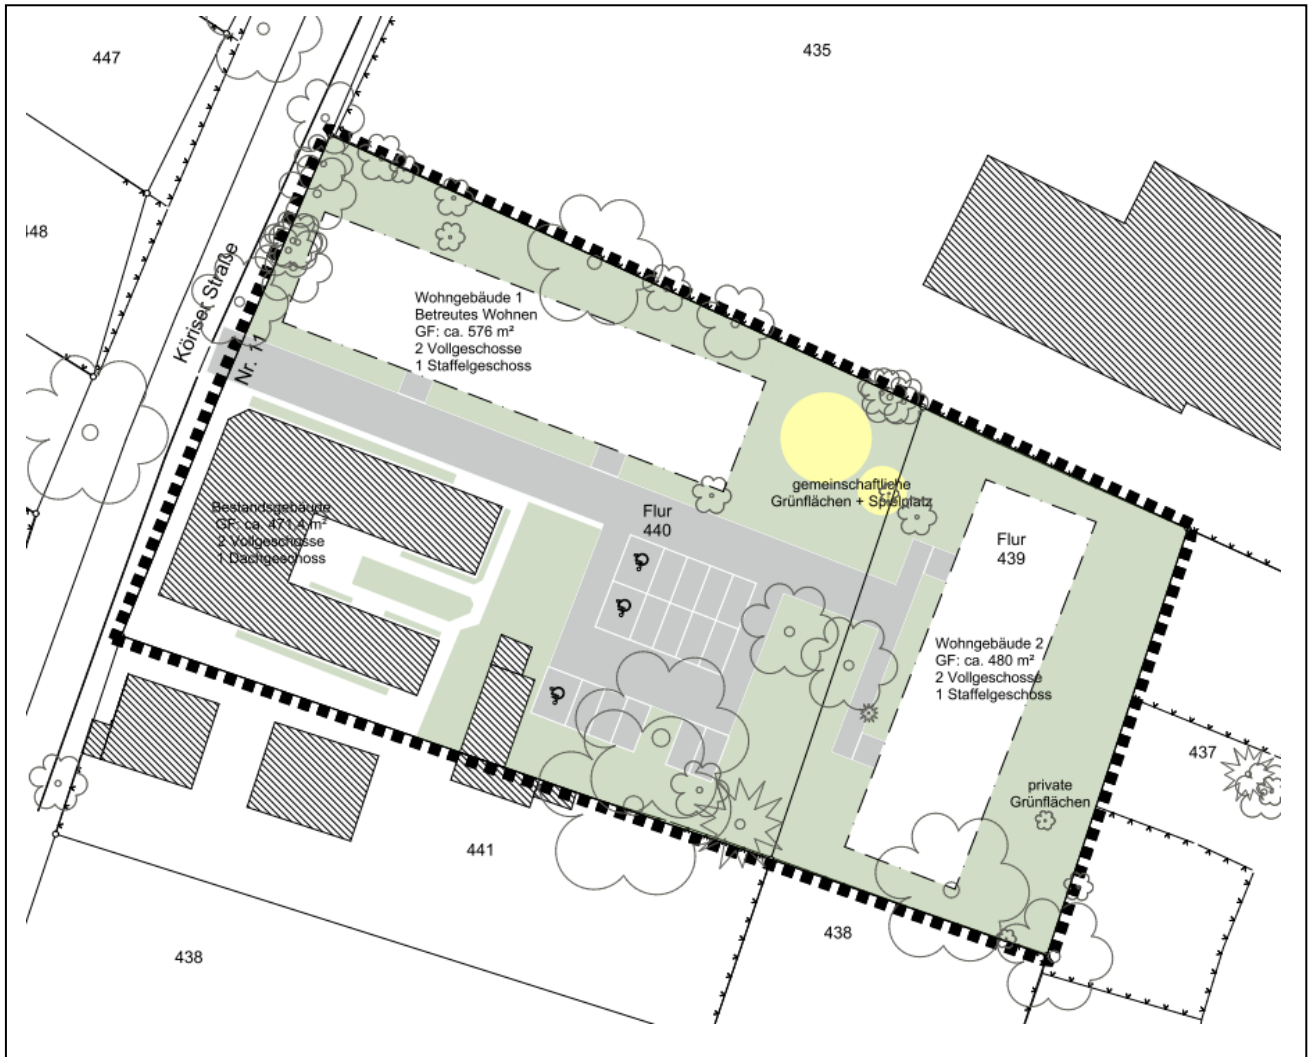 435
447
448
Köriser Straße
Nr. 11
Wohngebäude 1
Betreutes Wohnen
GF: ca. 576 m²
2 Vollgeschosse
1 Staffelgeschoss
Bestandsgebäude
GF: ca. 471,4 m²
2 Vollgeschosse
1 Dachgeschoss
gemeinschaftliche
Grünflächen + Spielplatz
Flur
440
Flur
439
Wohngebäude 2
GF: ca. 480 m²
2 Vollgeschosse
1 Staffelgeschoss
437
private
Grünflächen
441
438
438